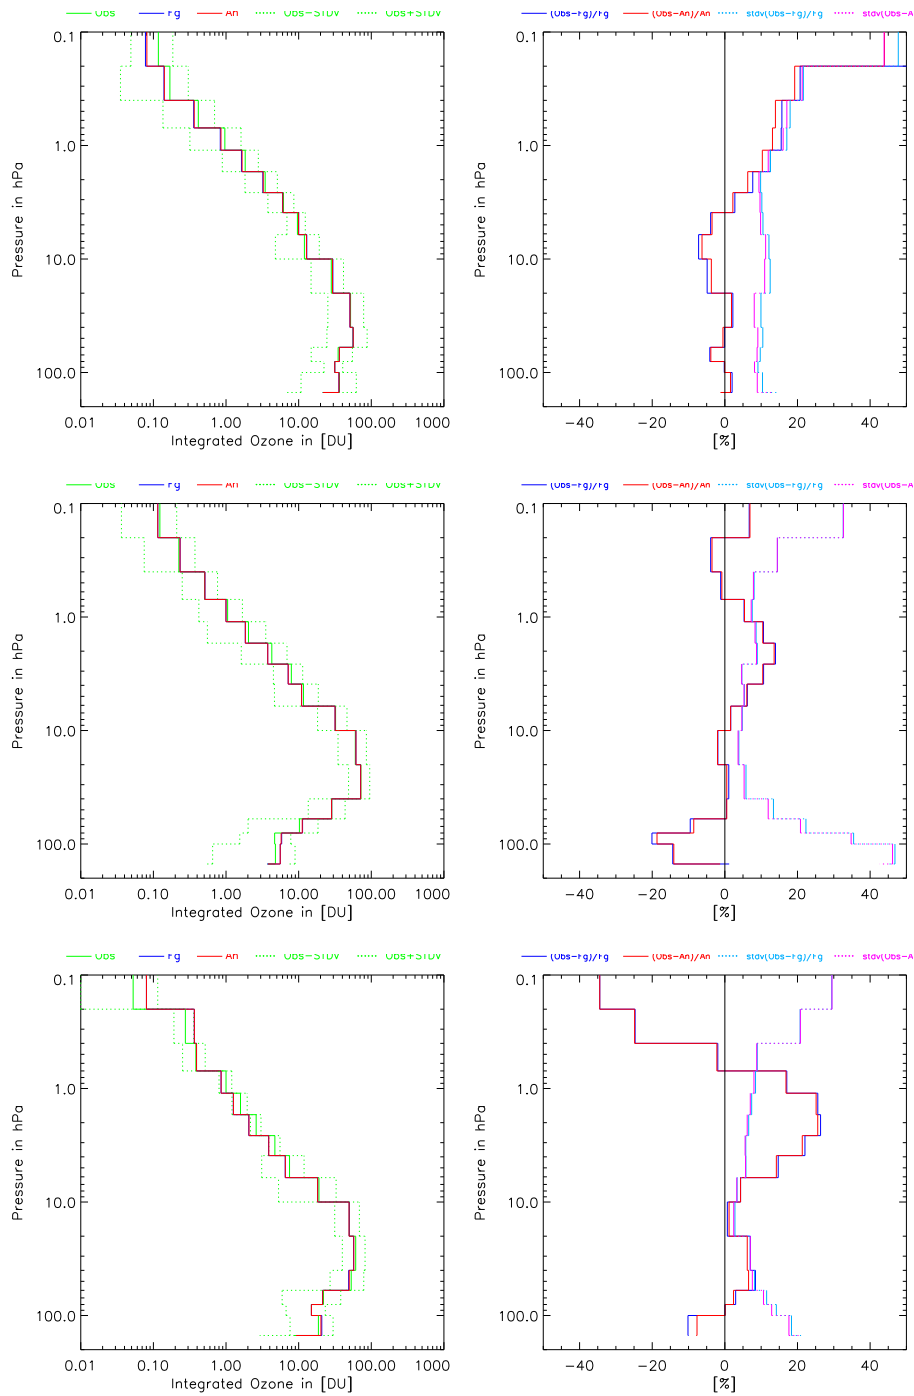 Obs Fg An Obs-STDV Obs+STDV
(Obs-Fg)/Fg (Obs-An)/An stdv(Obs-Fg)/Fg stdv(Obs-A
0.1
1.0
10.0
100.0
Pressure in hPa
0.01 0.10 1.00 10.00 100.00 1000
Integrated Ozone in [DU]
0.1
1.0
10.0
100.0
Pressure in hPa
-40 -20 0 20 40
[%]
Obs Fg An Obs-STDV Obs+STDV
(Obs-Fg)/Fg (Obs-An)/An stdv(Obs-Fg)/Fg stdv(Obs-A
0.1
1.0
10.0
100.0
Pressure in hPa
0.01 0.10 1.00 10.00 100.00 1000
Integrated Ozone in [DU]
0.1
1.0
10.0
100.0
Pressure in hPa
-40 -20 0 20 40
[%]
Obs Fg An Obs-STDV Obs+STDV
(Obs-Fg)/Fg (Obs-An)/An stdv(Obs-Fg)/Fg stdv(Obs-A
0.1
1.0
10.0
100.0
Pressure in hPa
0.01 0.10 1.00 10.00 100.00 1000
Integrated Ozone in [DU]
0.1
1.0
10.0
100.0
Pressure in hPa
-40 -20 0 20 40
[%]